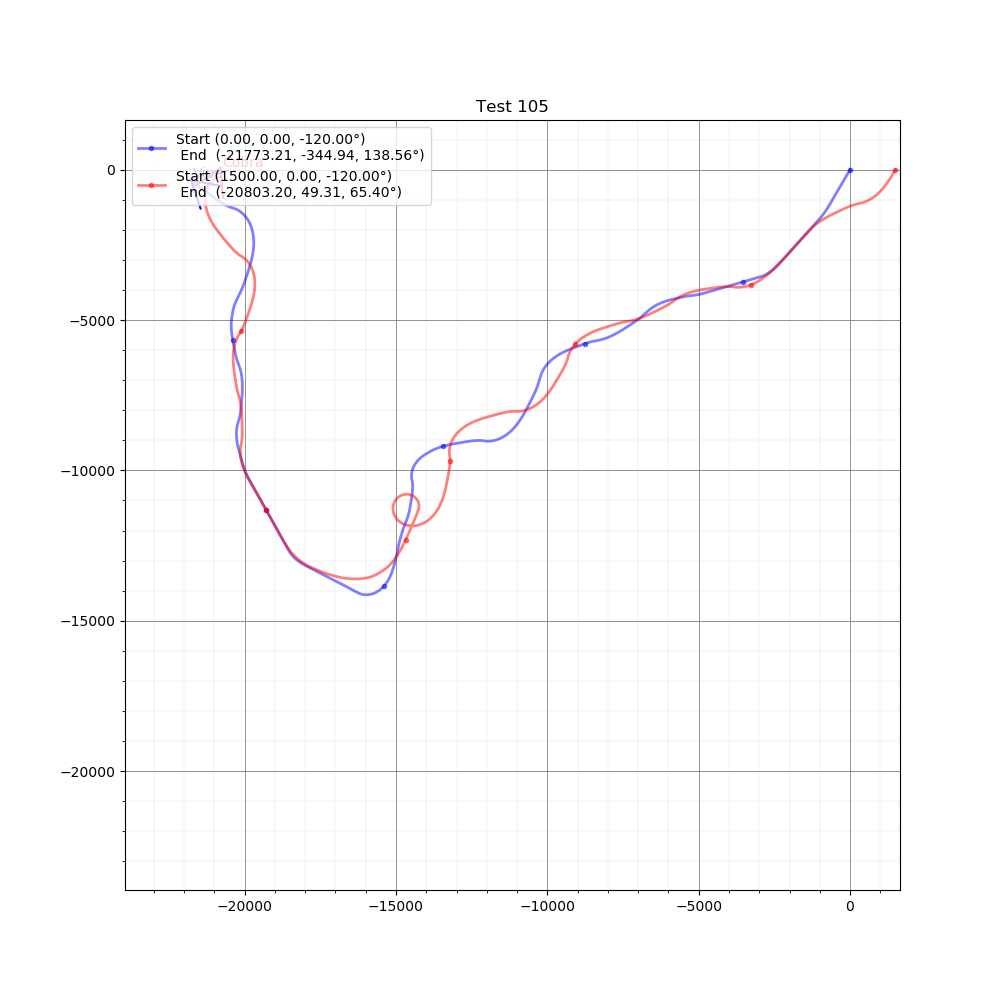 Test 105
Start (0.00, 0.00, -120.00°)
End (-21773.21, -344.94, 138.56°)
Cobra
Start (1500.00, 0.00, -120.00°)
End (-20803.20, 49.31, 65.40°)
0
−5000
−10000
−15000
−20000
−20000 −15000 −10000 −5000 0